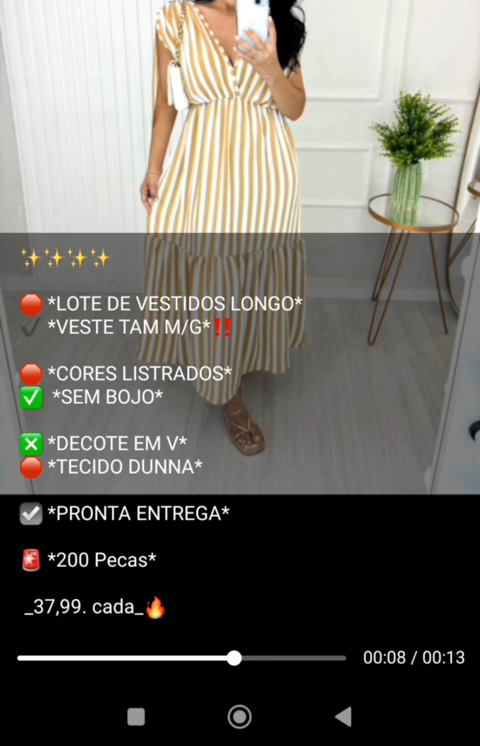 ✨✨✨✨
🛑*LOTE DE VESTIDOS LONGO*
✔️*VESTE TAM M/G*‼️
🛑*CORES LISTRADOS*
✅ *SEM BOJO*
❎*DECOTE EM V*
🛑*TECIDO DUNNA*
☑️*PRONTA ENTREGA*
🚨*200 Pecas*
_37,99. cada_🔥
00:08 / 00:13